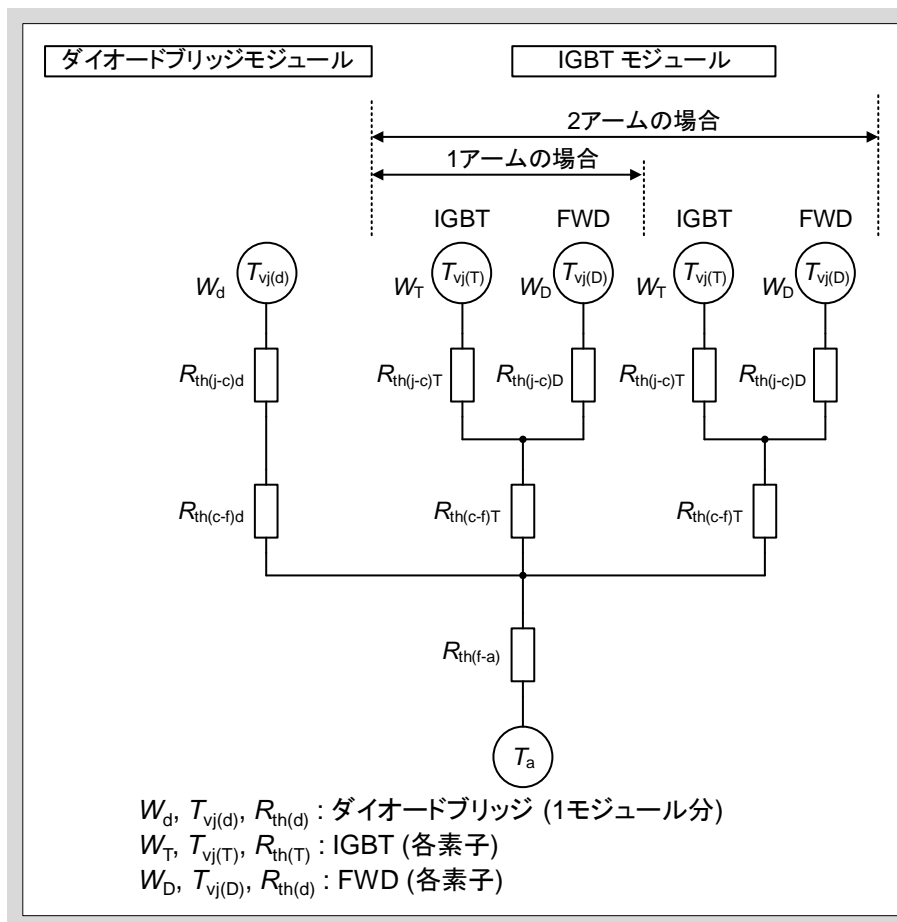 ダイオードブリッジモジュール
IGBT モジュール
2アームの場合
1アームの場合
IGBT FWD IGBT FWD
Wd Tvj(d) WT Tvj(T) WD Tvj(D) WT Tvj(T) WD Tvj(D)
Rth(j-c)d Rth(j-c)T Rth(j-c)D Rth(j-c)T Rth(j-c)D
Rth(c-f)d Rth(c-f)T Rth(c-f)T
Rth(f-a)
Ta
Wd, Tvj(d), Rth(d) : ダイオードブリッジ (1モジュール分)
WT, Tvj(T), Rth(T) : IGBT (各素子)
WD, Tvj(D), Rth(d) : FWD (各素子)